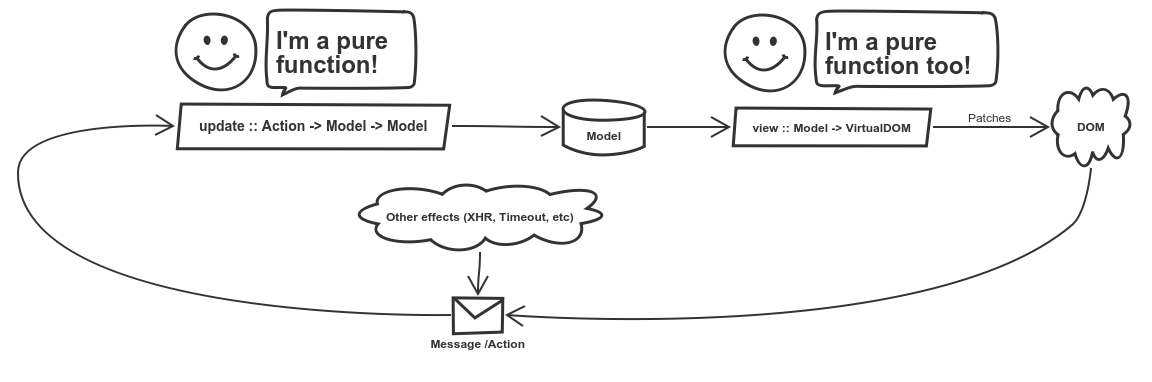 I'm a pure
function!
I'm a pure
function too!
update :: Action -> Model -> Model
Model
view :: Model -> VirtualDOM
Patches
DOM
Other effects (XHR, Timeout, etc)
Message /Action